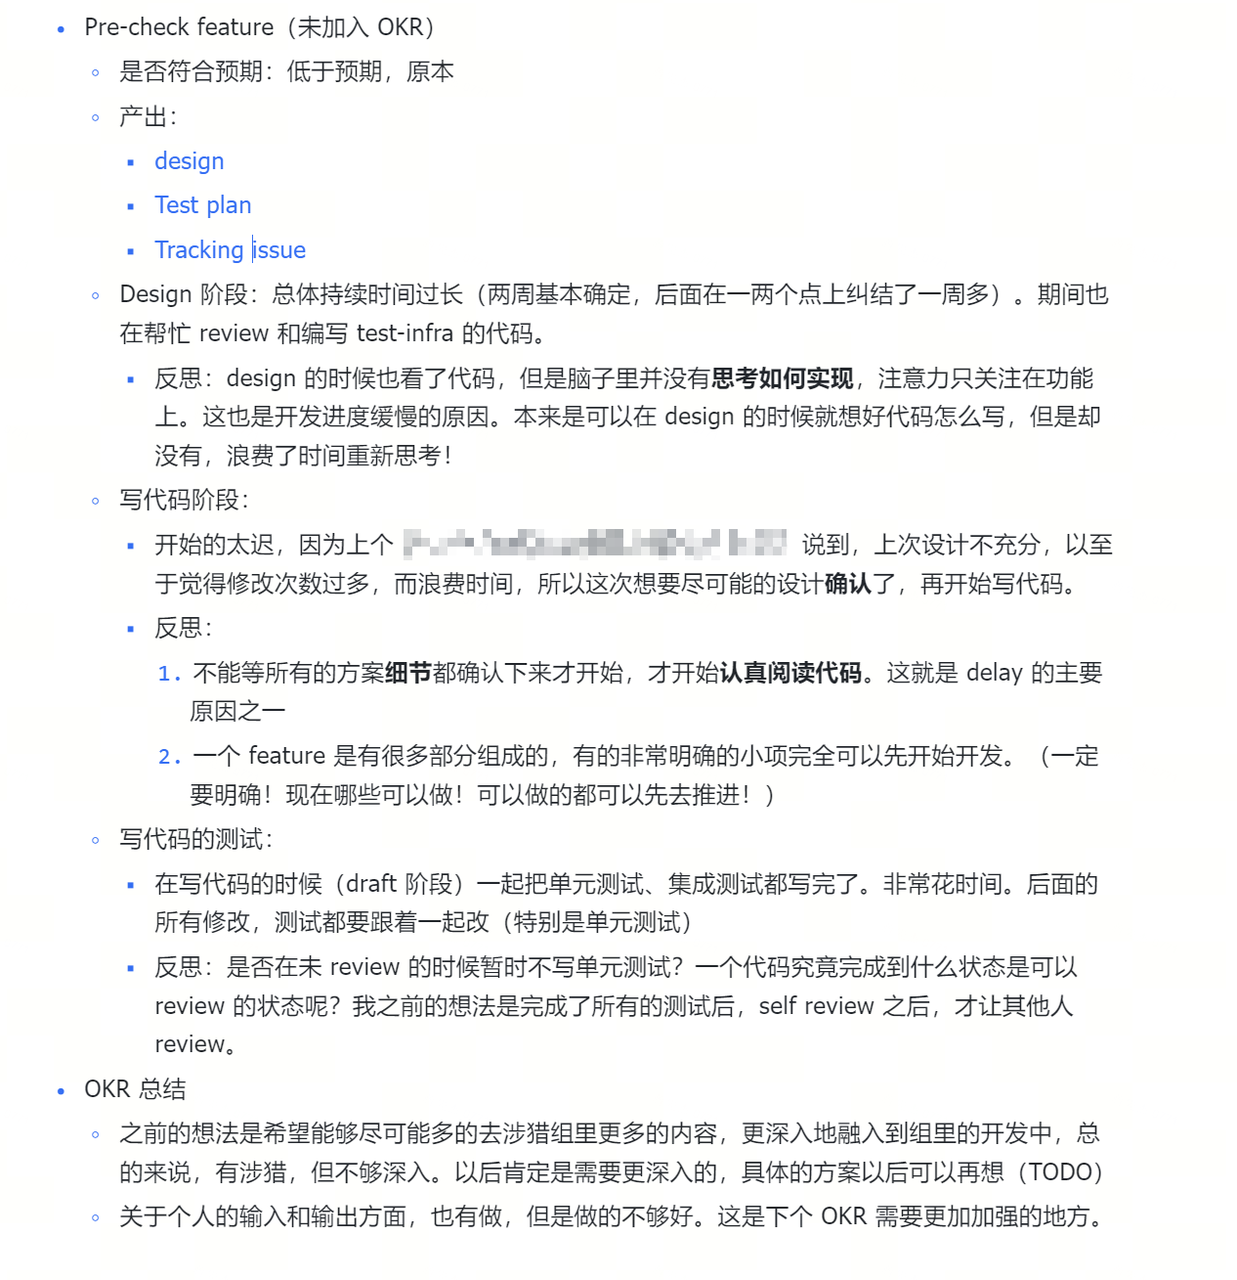 Pre-check feature（未加入 OKR）
是否符合预期：低于预期，原本
产出：
design
Test plan
Tracking issue
Design 阶段：总体持续时间过长（两周基本确定，后面在一两个点上纠结了一周多）。期间也
在帮忙 review 和编写 test-infra 的代码。
反思：design 的时候也看了代码，但是脑子里并没有思考如何实现，注意力只关注在功能
上。这也是开发进度缓慢的原因。本来是可以在 design 的时候就想好代码怎么写，但是却
没有，浪费了时间重新思考！
写代码阶段：
开始的太迟，因为上个 说到，上次设计不充分，以至
于觉得修改次数过多，而浪费时间，所以这次想要尽可能的设计确认了，再开始写代码。
反思：
1. 不能等所有的方案细节都确认下来才开始，才开始认真阅读代码。这就是 delay 的主要
原因之一
2. 一个 feature 是有很多部分组成的，有的非常明确的小项完全可以先开始开发。（一定
要明确！现在哪些可以做！可以做的都可以先去推进！）
写代码的测试：
在写代码的时候（draft 阶段）一起把单元测试、集成测试都写完了。非常花时间。后面的
所有修改，测试都要跟着一起改（特别是单元测试）
反思：是否在未 review 的时候暂时不写单元测试？一个代码究竟完成到什么状态是可以
review 的状态呢？我之前的想法是完成了所有的测试后，self review 之后，才让其他人
review。
OKR 总结
之前的想法是希望能够尽可能多的去涉猎组里更多的内容，更深入地融入到组里的开发中，总
的来说，有涉猎，但不够深入。以后肯定是需要更深入的，具体的方案以后可以再想（TODO）
关于个人的输入和输出方面，也有做，但是做的不够好。这是下个 OKR 需要更加加强的地方。